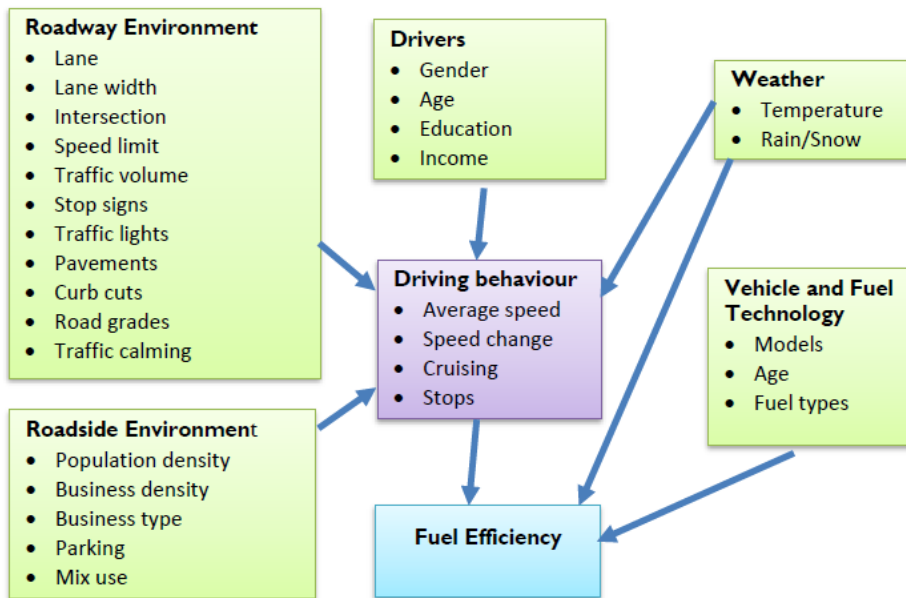 Roadway Environment
• Lane
• Lane width
• Intersection
• Speed limit
• Traffic volume
• Stop signs
• Traffic lights
• Pavements
• Curb cuts
• Road grades
• Traffic calming
Drivers
• Gender
• Age
• Education
• Income
Weather
• Temperature
• Rain/Snow
Driving behaviour
• Average speed
• Speed change
• Cruising
• Stops
Vehicle and Fuel
Technology
• Models
• Age
• Fuel types
Roadside Environment
• Population density
• Business density
• Business type
• Parking
• Mix use
Fuel Efficiency